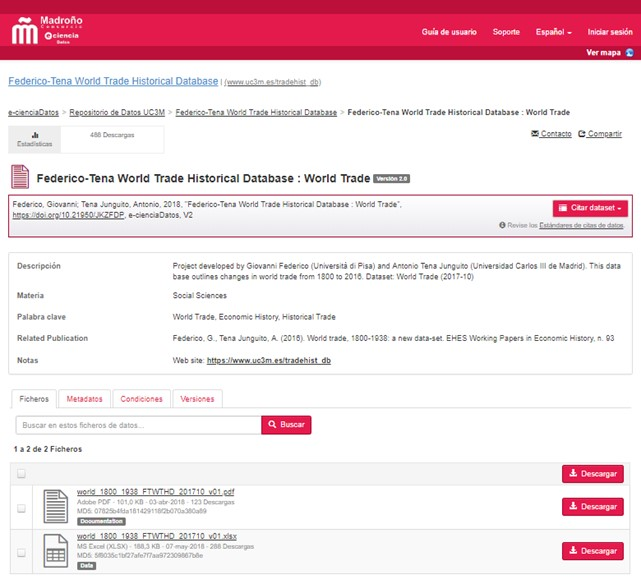 Madroño
Consorcio
e ciencia
Datos
Guía de usuario Soporte Español Iniciar sesión
Ver mapa
Federico-Tena World Trade Historical Database | (www.uc3m.es/tradehist_db)
e-cienciaDatos > Repositorio de Datos UC3M > Federico-Tena World Trade Historical Database > Federico-Tena World Trade Historical Database : World Trade
Estadísticas
486 Descargas
Contacto Compartir
Federico-Tena World Trade Historical Database : World Trade Versión 2.0
Federico, Giovanni; Tena Junguito, Antonio, 2018, "Federico-Tena World Trade Historical Database : World Trade",
https://doi.org/10.21950/JKZFDP, e-cienciaDatos, V2
Citar dataset
Revise los Estándares de citas de datos.
Descripción Project developed by Giovanni Federico (Universitá di Pisa) and Antonio Tena Junguito (Universidad Carlos III de Madrid). This data
base outlines changes in world trade from 1800 to 2016. Dataset: World Trade (2017-10)
Materia Social Sciences
Palabra clave World Trade, Economic History, Historical Trade
Related Publication Federico, G., Tena Junguito, A. (2016). World trade, 1800-1938: a new data-set. EHES Working Papers in Economic History, n. 93
Notas Web site: https://www.uc3m.es/tradehist_db
Ficheros Metadatos Condiciones Versiones
Buscar en estos ficheros de datos... Buscar
1 a 2 de 2 Ficheros
Descargar
world_1800_1938_FTWTHD_201710_v01.pdf
Adobe PDF - 101,0 KB - 03-abr-2018 - 123 Descargas
MD5:
Documentation
Descargar
world_1800_1938_FTWTHD_201710_v01.xlsx
MS Excel (XLSX) - 188,3 KB - 07-may-2018 - 286 Descargas
MD5:
Data
Descargar